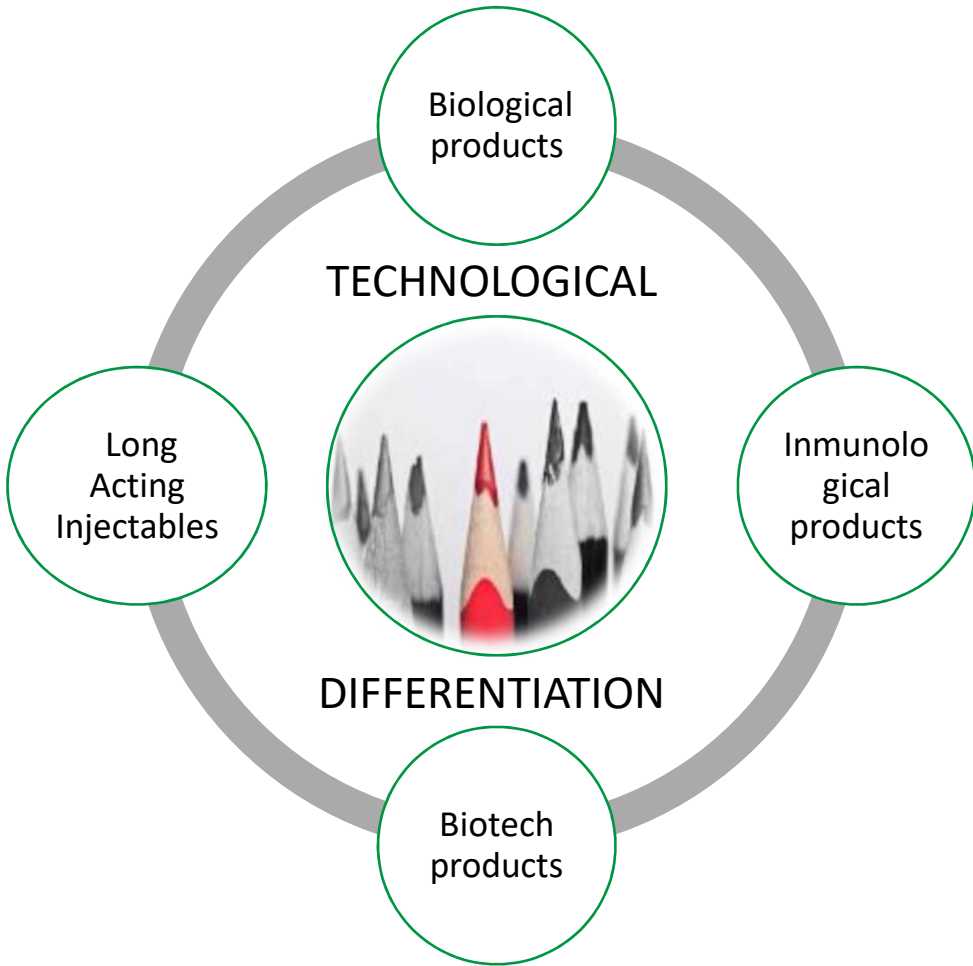 Biological
products
TECHNOLOGICAL
Long
Acting
Injectables
Inmunolo
gical
products
DIFFERENTIATION
Biotech
products